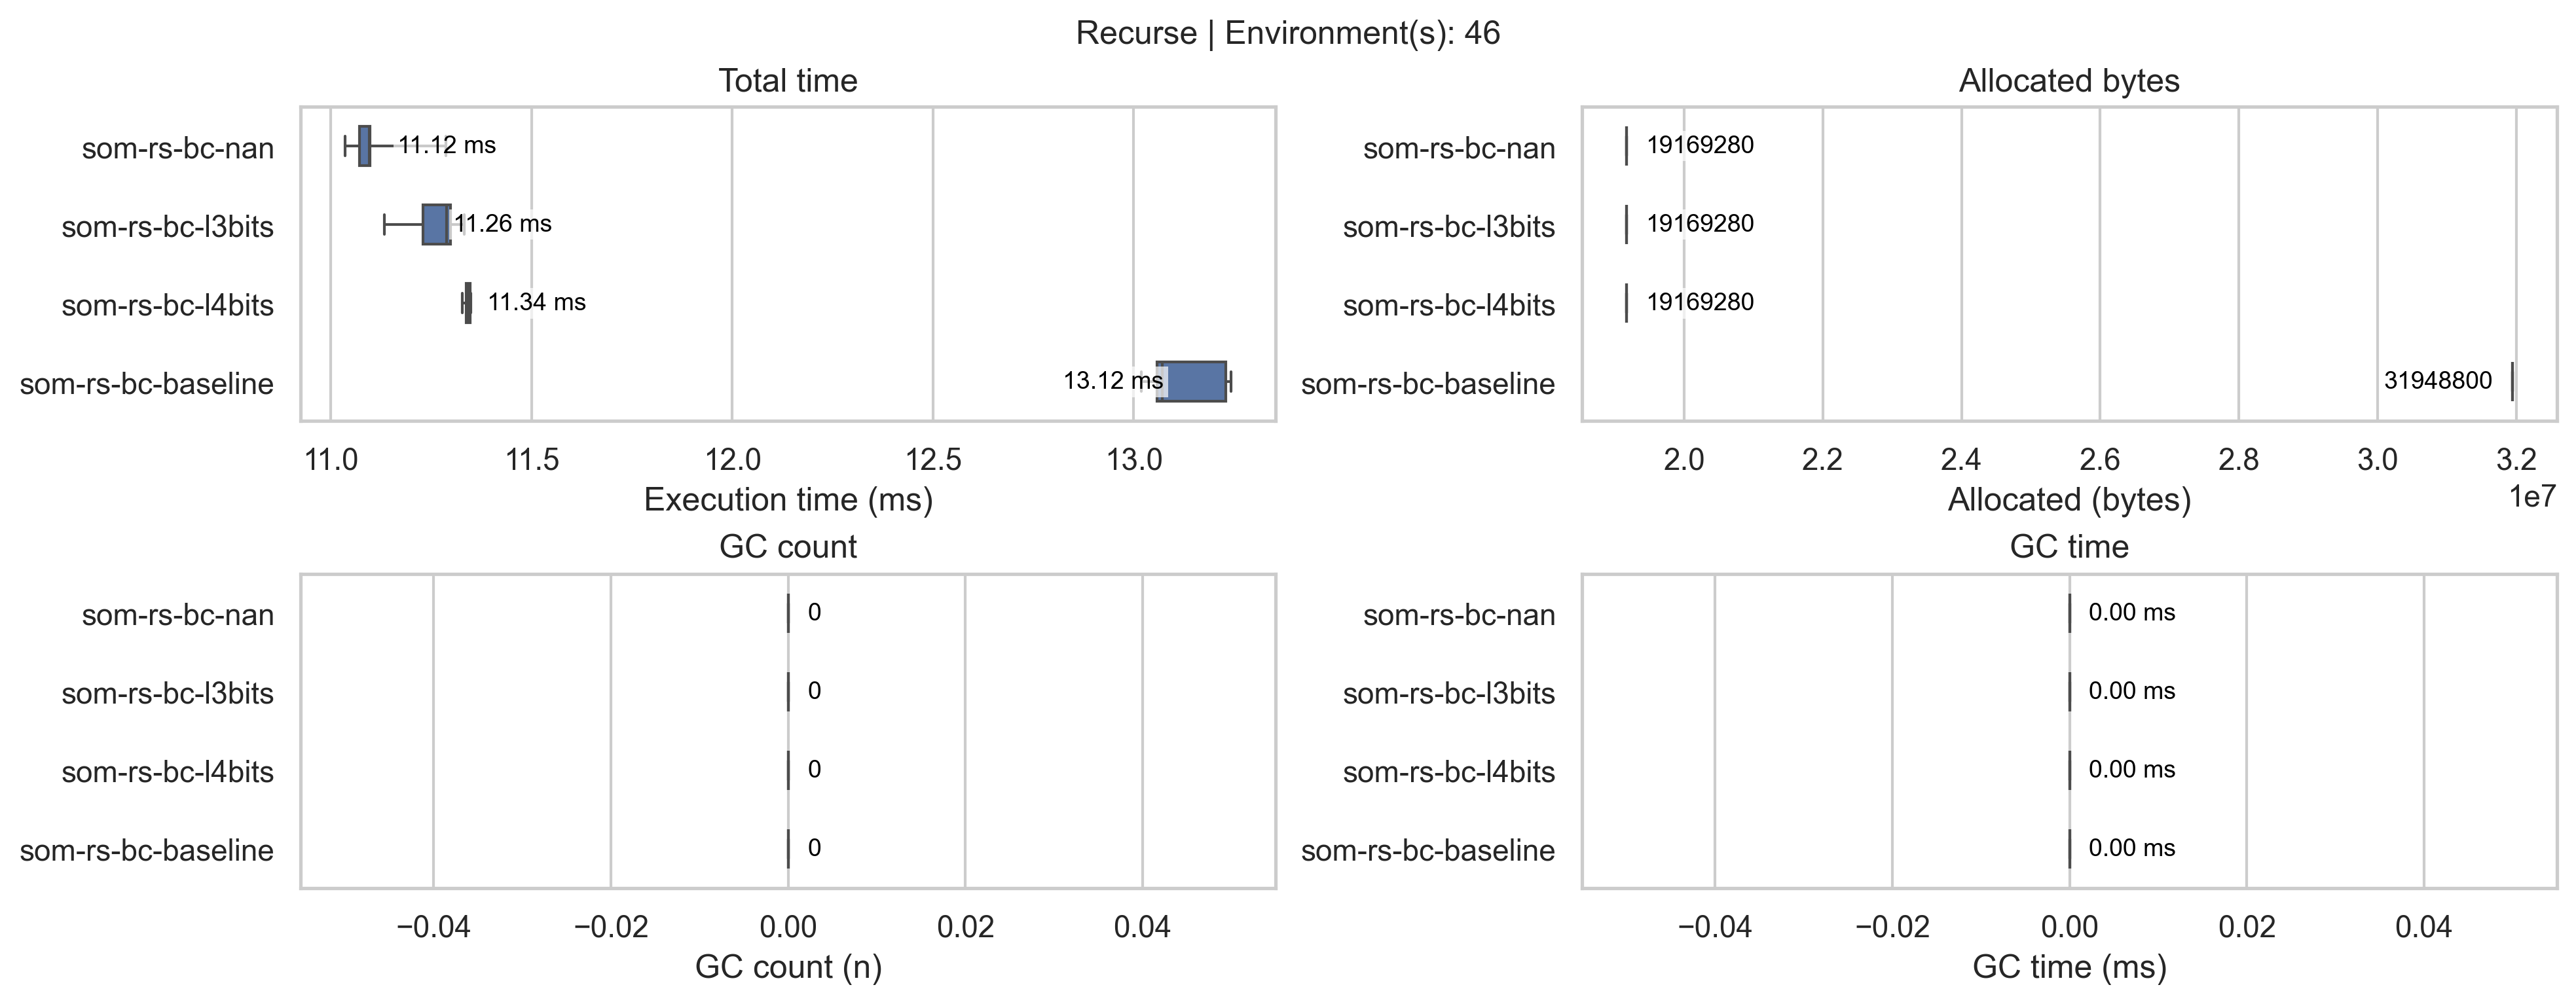 Recurse | Environment(s): 46
Total time
som-rs-bc-nan
11.12 ms
som-rs-bc-l3bits
11.26 ms
som-rs-bc-l4bits
11.34 ms
som-rs-bc-baseline
13.12 ms
11.0 11.5 12.0 12.5 13.0
Execution time (ms)
Allocated bytes
som-rs-bc-nan
19169280
som-rs-bc-l3bits
19169280
som-rs-bc-l4bits
19169280
som-rs-bc-baseline
31948800
2.0 2.2 2.4 2.6 2.8 3.0 3.2
1e7
Allocated (bytes)
GC count
som-rs-bc-nan
0
som-rs-bc-l3bits
0
som-rs-bc-l4bits
0
som-rs-bc-baseline
0
−0.04 −0.02 0.00 0.02 0.04
GC count (n)
GC time
som-rs-bc-nan
0.00 ms
som-rs-bc-l3bits
0.00 ms
som-rs-bc-l4bits
0.00 ms
som-rs-bc-baseline
0.00 ms
−0.04 −0.02 0.00 0.02 0.04
GC time (ms)